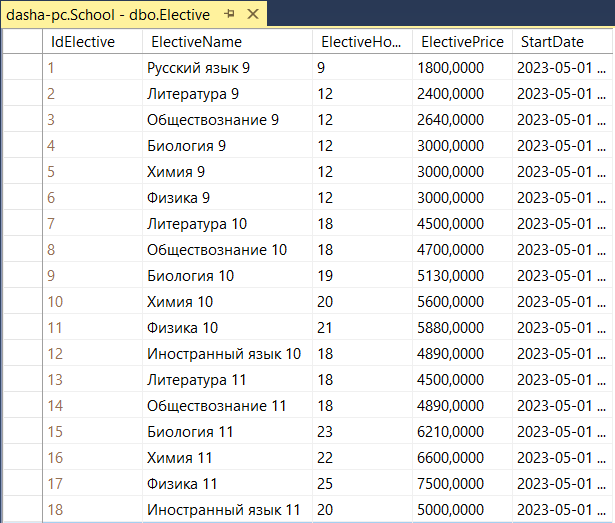 dasha-pc.School - dbo.Elective
IdElective ElectiveName ElectiveHo... ElectivePrice StartDate
1 Русский язык 9 9 1800,0000 2023-05-01 ...
2 Литература 9 12 2400,0000 2023-05-01 ...
3 Обществознание 9 12 2640,0000 2023-05-01 ...
4 Биология 9 12 3000,0000 2023-05-01 ...
5 Химия 9 12 3000,0000 2023-05-01 ...
6 Физика 9 12 3000,0000 2023-05-01 ...
7 Литература 10 18 4500,0000 2023-05-01 ...
8 Обществознание 10 18 4700,0000 2023-05-01 ...
9 Биология 10 19 5130,0000 2023-05-01 ...
10 Химия 10 20 5600,0000 2023-05-01 ...
11 Физика 10 21 5880,0000 2023-05-01 ...
12 Иностранный язык 10 18 4890,0000 2023-05-01 ...
13 Литература 11 18 4500,0000 2023-05-01 ...
14 Обществознание 11 18 4890,0000 2023-05-01 ...
15 Биология 11 23 6210,0000 2023-05-01 ...
16 Химия 11 22 6600,0000 2023-05-01 ...
17 Физика 11 25 7500,0000 2023-05-01 ...
18 Иностранный язык 11 20 5000,0000 2023-05-01 ...